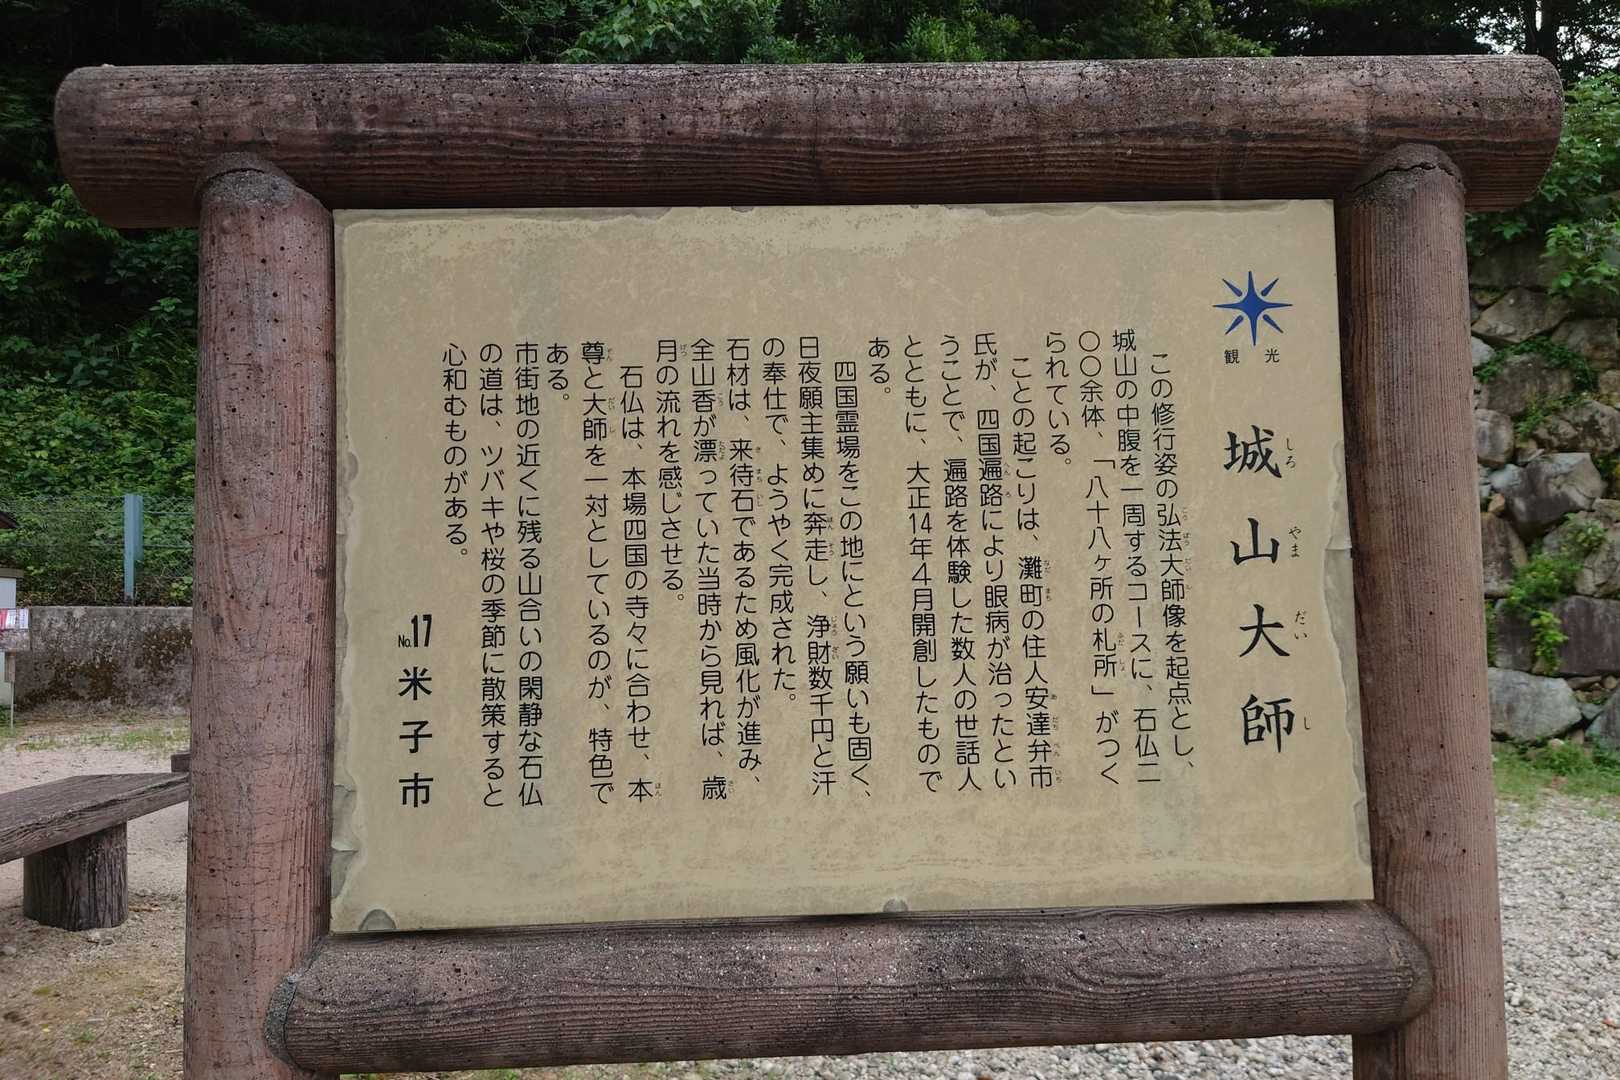 観光
城山大師
しろやまだいし
この修行姿の弘法大師像を起点とし、
城山の中腹を一周するコースに、石仏二
〇〇余体、「八十八ヶ所の札所」がつく
られている。
ことの起こりは、灘町の住人安達弁市
氏が、四国遍路により眼病が治ったとい
うことで、遍路を体験した数人の世話人
とともに、大正14年4月開創したもので
ある。
四国霊場をこの地にという願いも固く、
日夜願主集めに奔走し、浄財数千円と汗
の奉仕で、ようやく完成された。
石材は、来待石であるため風化が進み、
全山香が漂っていた当時から見れば、歳
月の流れを感じさせる。
石仏は、本場四国の寺々に合わせ、本
尊と大師を一対としているのが、特色で
ある。
市街地の近くに残る山合いの閑静な石仏
の道は、ツバキや桜の季節に散策すると
心和むものがある。
No.17米子市